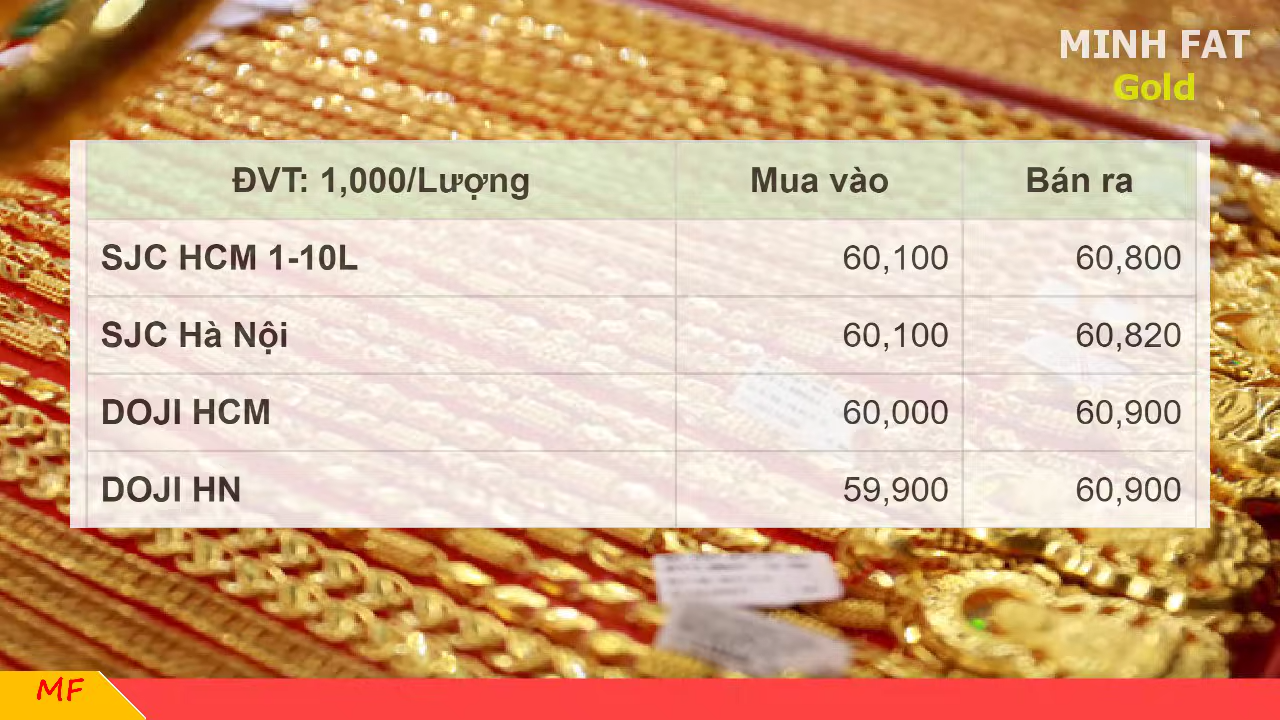 MINH FAT
Gold
ĐVT: 1,000/Lượng Mua vào Bán ra
SJC HCM 1-10L 60,100 60,800
SJC Hà Nội 60,100 60,820
DOJI HCM 60,000 60,900
DOJI HN 59,900 60,900
MF